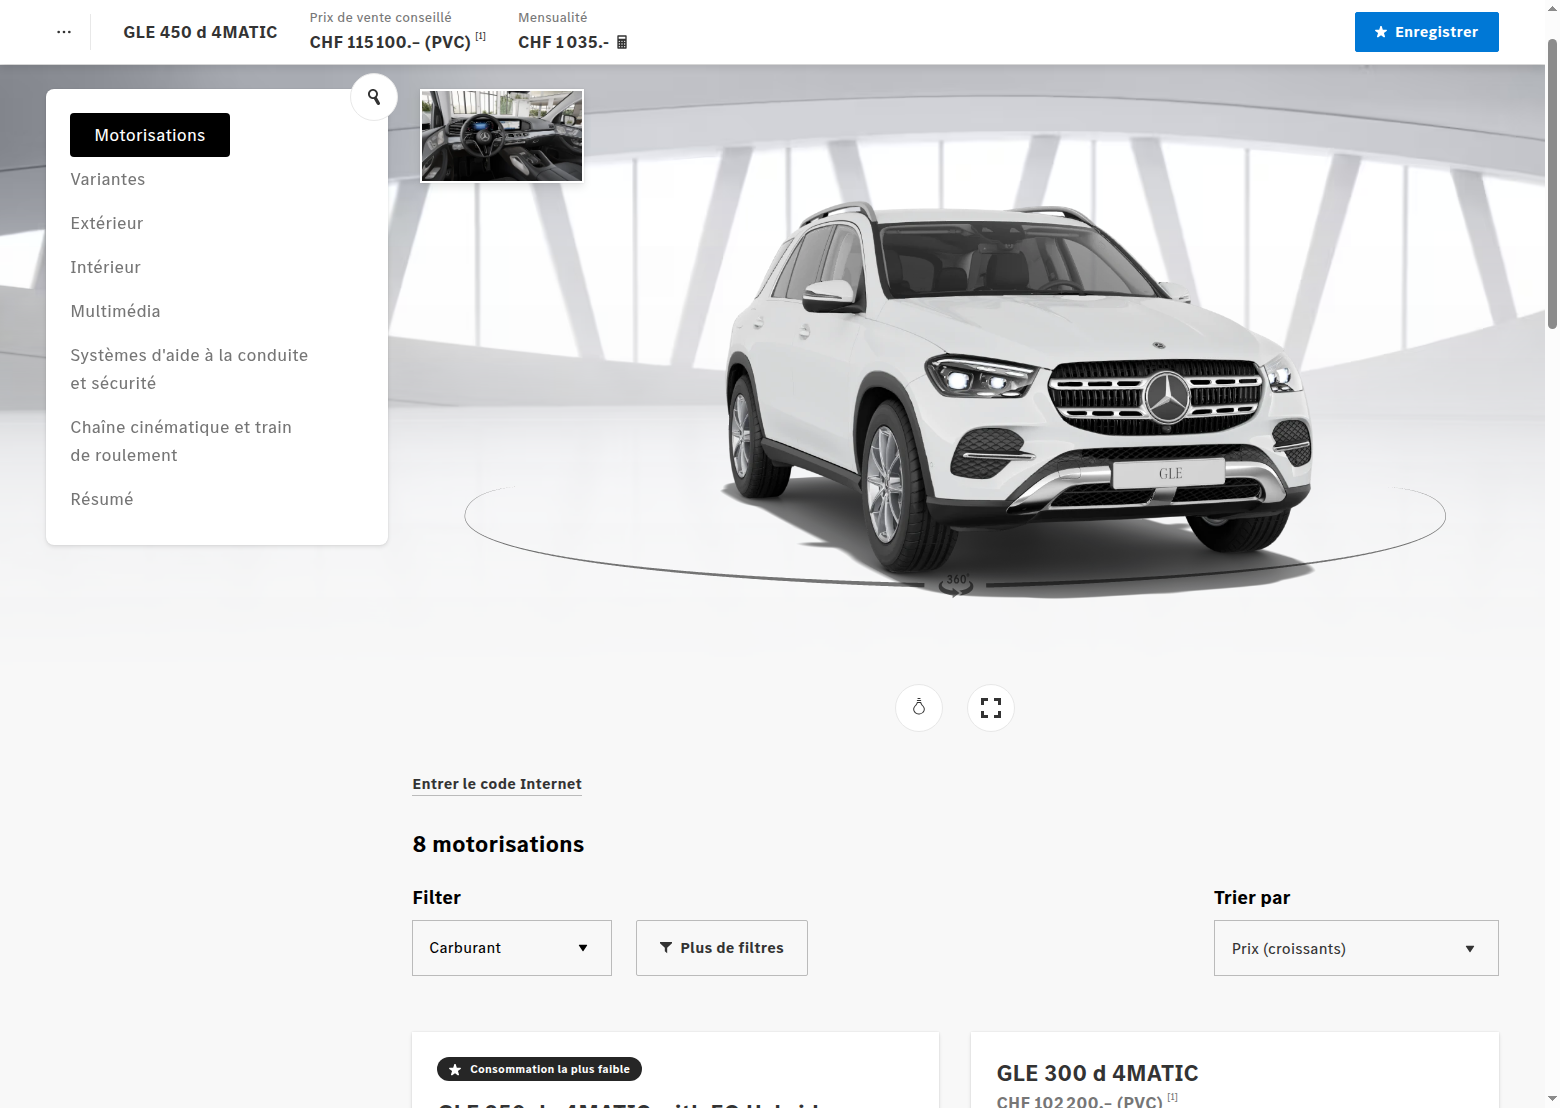 GLE 450 d 4MATIC
Prix de vente conseillé
CHF 115 100.– (PVC) [1]
Mensualité
CHF 1 035.-
Enregistrer
Motorisations
Variantes
Extérieur
Intérieur
Multimédia
Systèmes d'aide à la conduite
et sécurité
Chaîne cinématique et train
de roulement
Résumé
GLE
360°
Entrer le code Internet
8 motorisations
Filter
Trier par
Carburant
Plus de filtres
Prix (croissants)
Consommation la plus faible
GLE 300 d 4MATIC
CHF 102 200.– (PVC) [1]